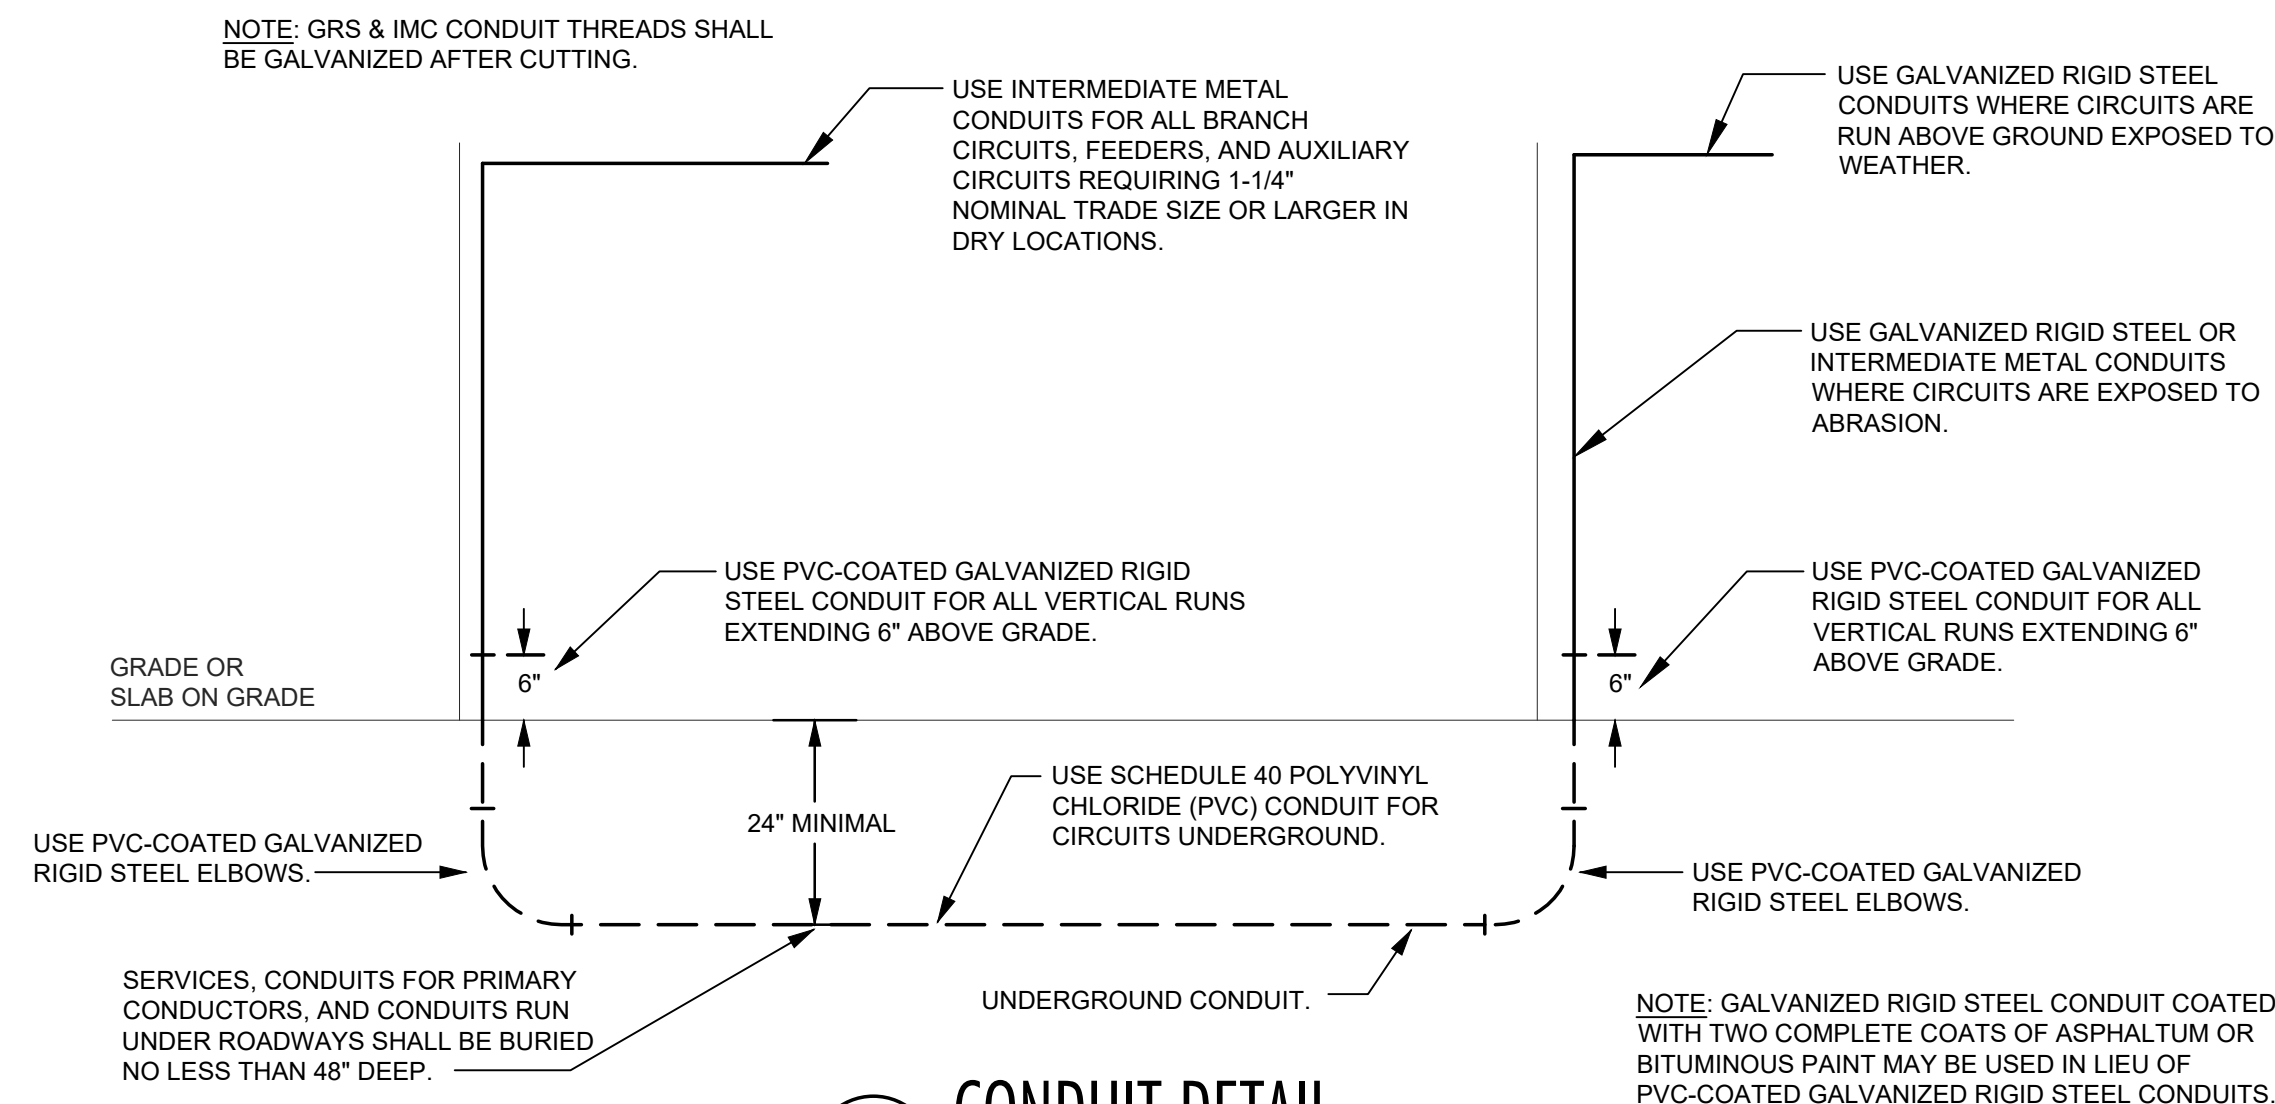 NOTE: GRS & IMC CONDUIT THREADS SHALL
BE GALVANIZED AFTER CUTTING.
USE INTERMEDIATE METAL
CONDUITS FOR ALL BRANCH
CIRCUITS, FEEDERS, AND AUXILIARY
CIRCUITS REQUIRING 1-1/4"
NOMINAL TRADE SIZE OR LARGER IN
DRY LOCATIONS.
USE GALVANIZED RIGID STEEL
CONDUITS WHERE CIRCUITS ARE
RUN ABOVE GROUND EXPOSED TO
WEATHER.
USE GALVANIZED RIGID STEEL OR
INTERMEDIATE METAL CONDUITS
WHERE CIRCUITS ARE EXPOSED TO
ABRASION.
USE PVC-COATED GALVANIZED RIGID
STEEL CONDUIT FOR ALL VERTICAL RUNS
EXTENDING 6" ABOVE GRADE.
USE PVC-COATED GALVANIZED
RIGID STEEL CONDUIT FOR ALL
VERTICAL RUNS EXTENDING 6"
ABOVE GRADE.
GRADE OR
SLAB ON GRADE
6"
6"
USE SCHEDULE 40 POLYVINYL
CHLORIDE (PVC) CONDUIT FOR
CIRCUITS UNDERGROUND.
24" MINIMAL
USE PVC-COATED GALVANIZED
RIGID STEEL ELBOWS.
USE PVC-COATED GALVANIZED
RIGID STEEL ELBOWS.
SERVICES, CONDUITS FOR PRIMARY
CONDUCTORS, AND CONDUITS RUN
UNDER ROADWAYS SHALL BE BURIED
NO LESS THAN 48" DEEP.
UNDERGROUND CONDUIT.
NOTE: GALVANIZED RIGID STEEL CONDUIT COATED
WITH TWO COMPLETE COATS OF ASPHALTUM OR
BITUMINOUS PAINT MAY BE USED IN LIEU OF
PVC-COATED GALVANIZED RIGID STEEL CONDUITS.
CONDUIT DETAIL